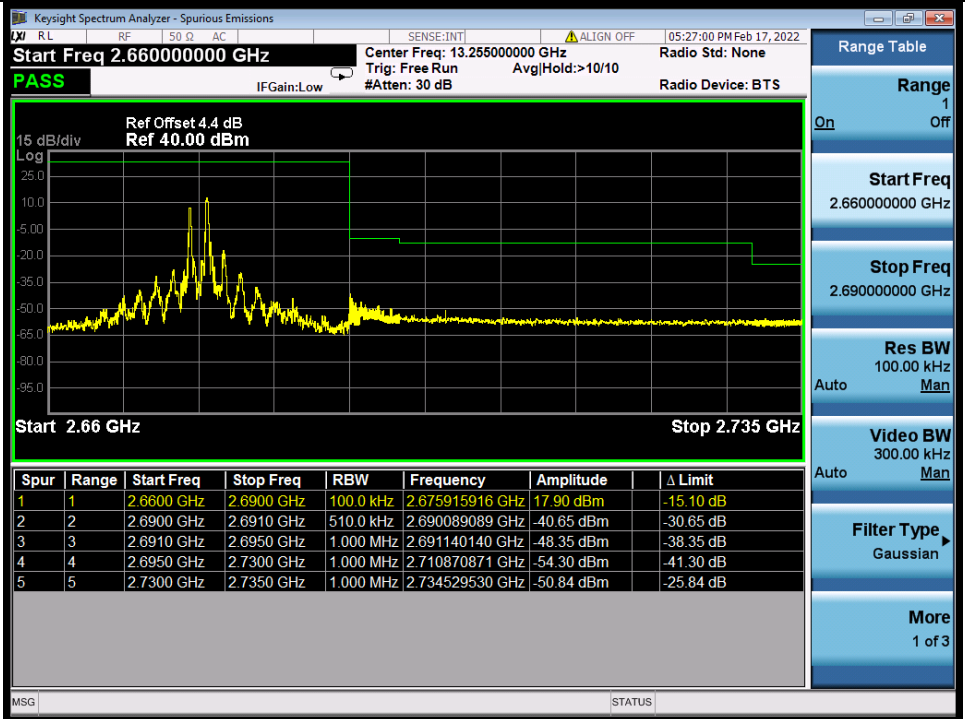 Keysight Spectrum Analyzer - Spurious Emissions
LXI RL RF 50 Ω AC SENSE:INT ALIGN OFF 05:27:00 PM Feb 17, 2022
Start Freq 2.660000000 GHz
Center Freq: 13.255000000 GHz Radio Std: None
Trig: Free Run Avg|Hold:>10/10
PASS IFGain:Low #Atten: 30 dB Radio Device: BTS
Ref Offset 4.4 dB
15 dB/div Ref 40.00 dBm
Log
25.0
10.0
-5.00
-20.0
-35.0
-50.0
-65.0
-80.0
-95.0
Start 2.66 GHz Stop 2.735 GHz
Spur Range Start Freq Stop Freq RBW Frequency Amplitude Δ Limit
1 1 2.6600 GHz 2.6900 GHz 100.0 kHz 2.675915916 GHz 17.90 dBm -15.10 dB
2 2 2.6900 GHz 2.6910 GHz 510.0 kHz 2.690089089 GHz -40.65 dBm -30.65 dB
3 3 2.6910 GHz 2.6950 GHz 1.000 MHz 2.691140140 GHz -48.35 dBm -38.35 dB
4 4 2.6950 GHz 2.7300 GHz 1.000 MHz 2.710870871 GHz -54.30 dBm -41.30 dB
5 5 2.7300 GHz 2.7350 GHz 1.000 MHz 2.734529530 GHz -50.84 dBm -25.84 dB
MSG STATUS
Range Table
Range
1
On Off
Start Freq
2.660000000 GHz
Stop Freq
2.690000000 GHz
Res BW
100.00 kHz
Auto Man
Video BW
300.00 kHz
Auto Man
Filter Type
Gaussian
More
1 of 3